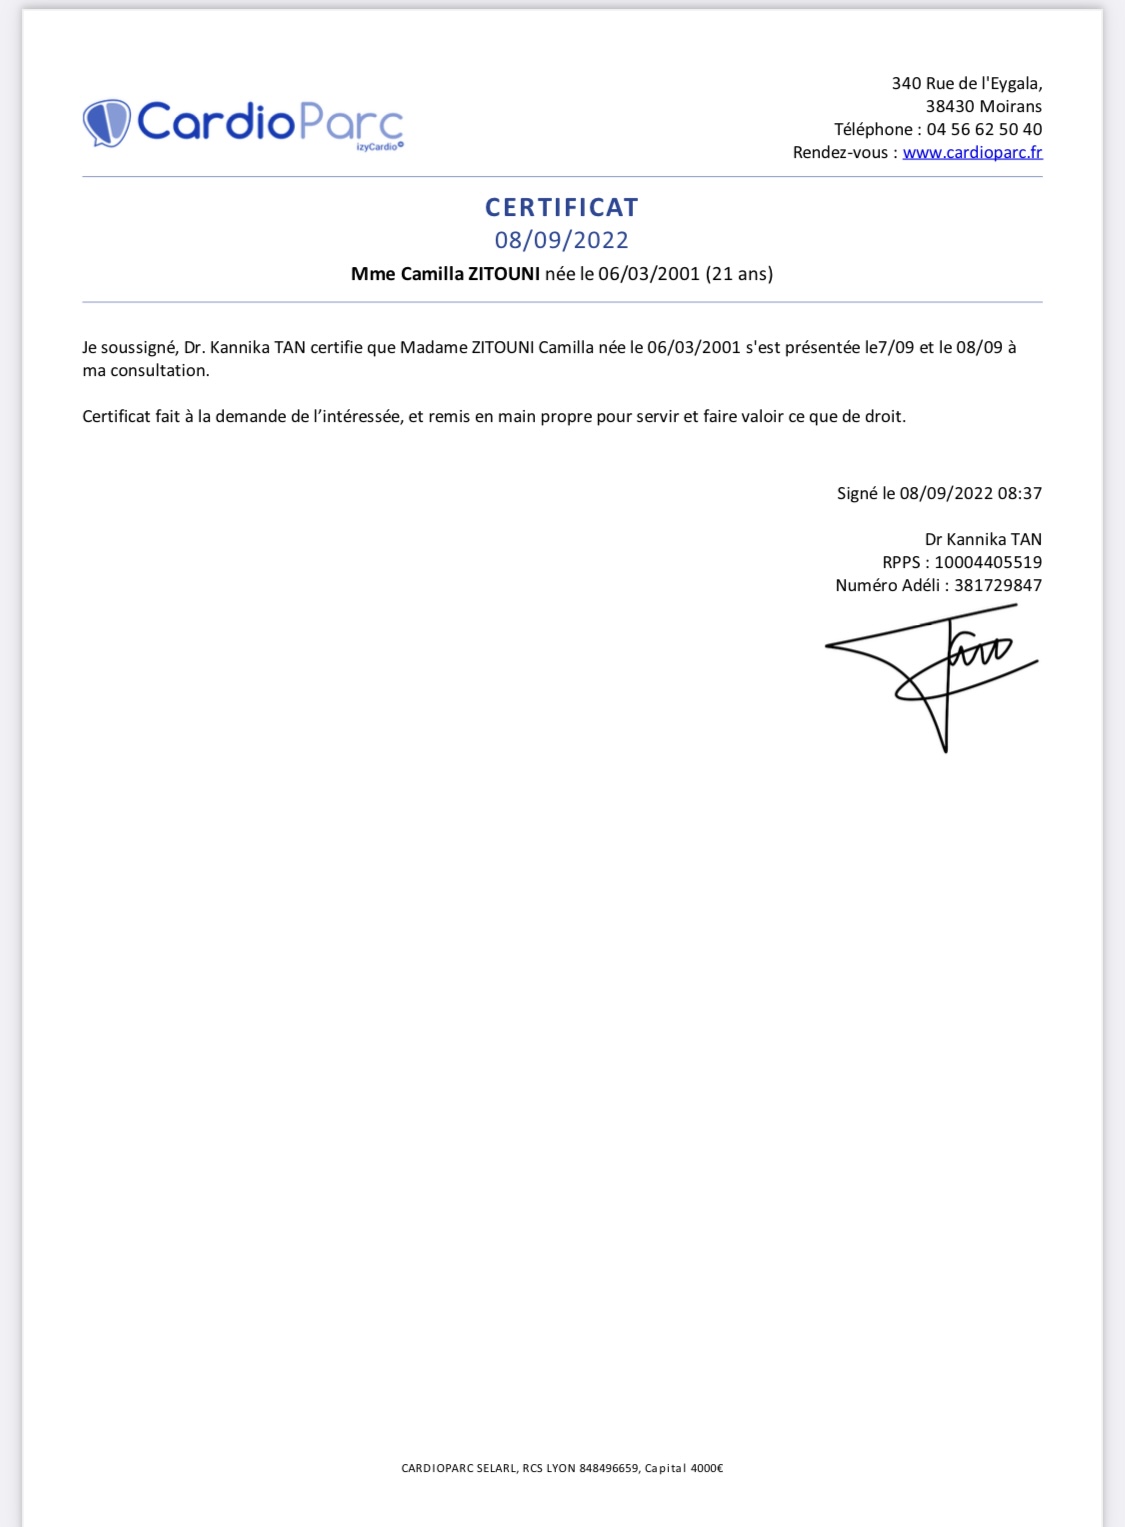 CardioParc
izyCardio
340 Rue de l'Eygala,
38430 Moirans
Téléphone : 04 56 62 50 40
Rendez-vous : www.cardioparc.fr
CERTIFICAT
08/09/2022
Mme Camilla ZITOUNI née le 06/03/2001 (21 ans)
Je soussigné, Dr. Kannika TAN certifie que Madame ZITOUNI Camilla née le 06/03/2001 s'est présentée le7/09 et le 08/09 à
ma consultation.
Certificat fait à la demande de l’intéressée, et remis en main propre pour servir et faire valoir ce que de droit.
Signé le 08/09/2022 08:37
Dr Kannika TAN
RPPS : 10004405519
Numéro Adéli : 381729847
CARDIOPARC SELARL, RCS LYON 848496659, Capital 4000€